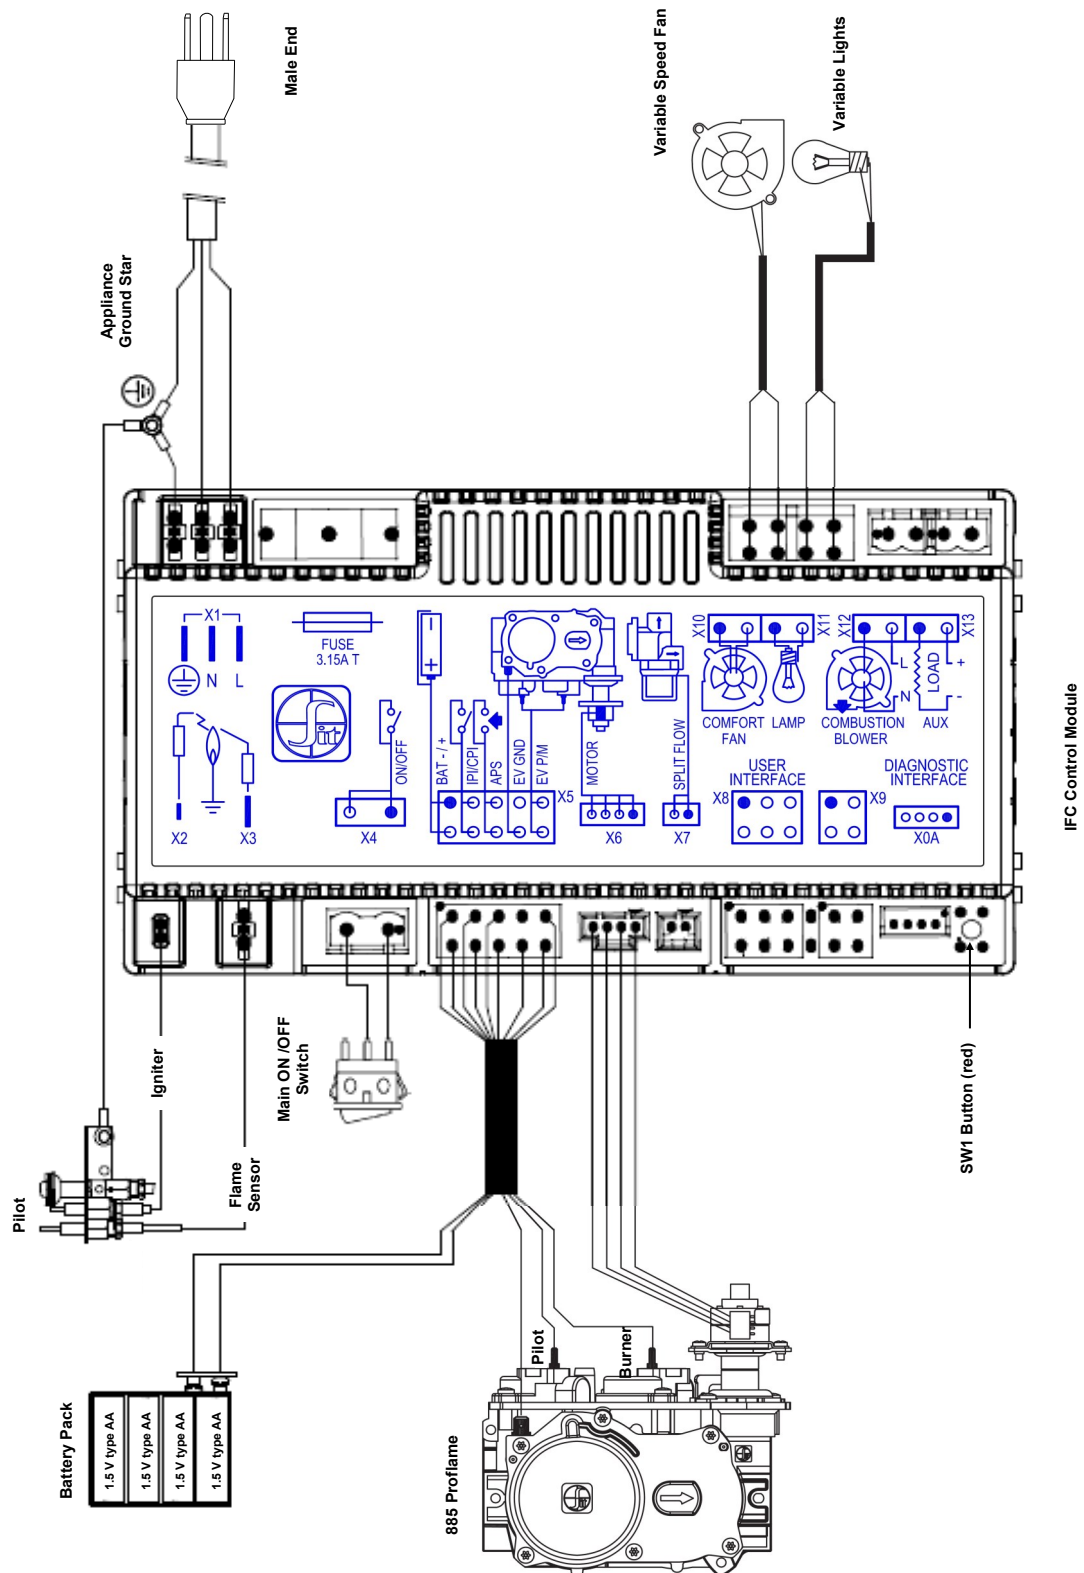 Male End
Variable Speed Fan
Variable Lights
Appliance
Ground Star
X1
N
L
FUSE
3.15A T
Sit
X2
X3
ON/OFF
X4
-
+
BAT - / +
IPI/CPI
APS
EV GND
EV P/M
X5
MOTOR
X6
SPLIT FLOW
X7
X10
X11
X12
X13
L
N
LOAD
+
-
COMFORT
FAN
LAMP
COMBUSTION
BLOWER
AUX
USER
INTERFACE
X8
X9
DIAGNOSTIC
INTERFACE
X0A
IFC Control Module
Igniter
Flame
Sensor
Main ON /OFF
Switch
SW1 Button (red)
Pilot
Battery Pack
1.5 V type AA
1.5 V type AA
1.5 V type AA
1.5 V type AA
885 Proflame
Pilot
Burner
Sit